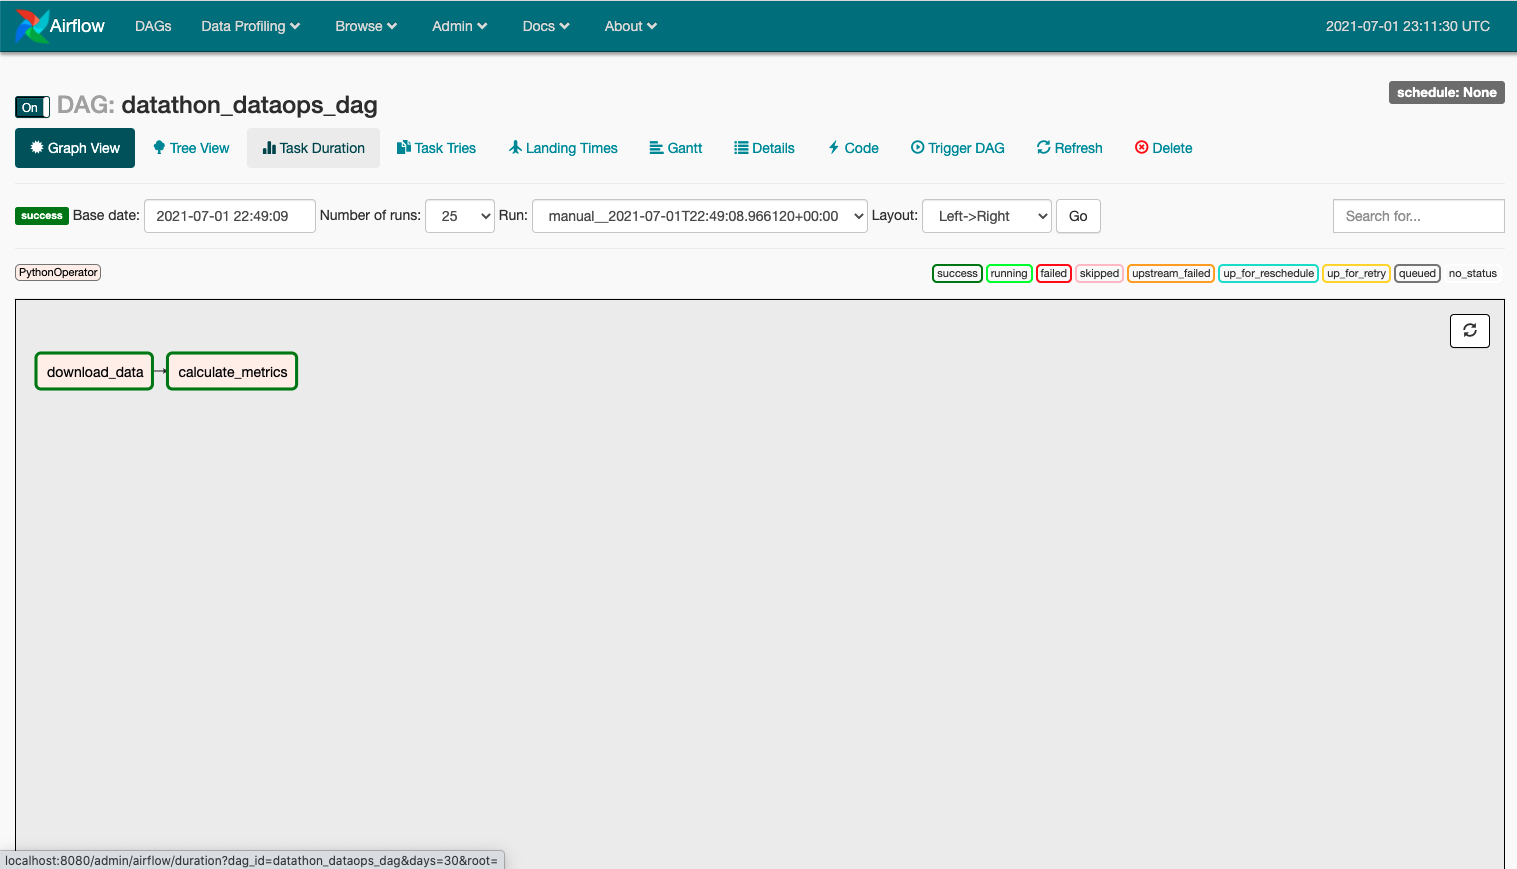 Airflow DAGs Data Profiling Browse Admin Docs About 2021-07-01 23:11:30 UTC
schedule: None
On DAG: datathon_dataops_dag
Graph View Tree View Task Duration Task Tries Landing Times Gantt Details Code Trigger DAG Refresh Delete
success Base date: 2021-07-01 22:49:09 Number of runs: 25 Run: manual__2021-07-01T22:49:08.966120+00:00 Layout: Left->Right Go Search for...
PythonOperator success running failed skipped upstream_failed up_for_reschedule up_for_retry queued no_status
download_data calculate_metrics
localhost:8080/admin/airflow/duration?dag_id=datathon_dataops_dag&days=30&root=